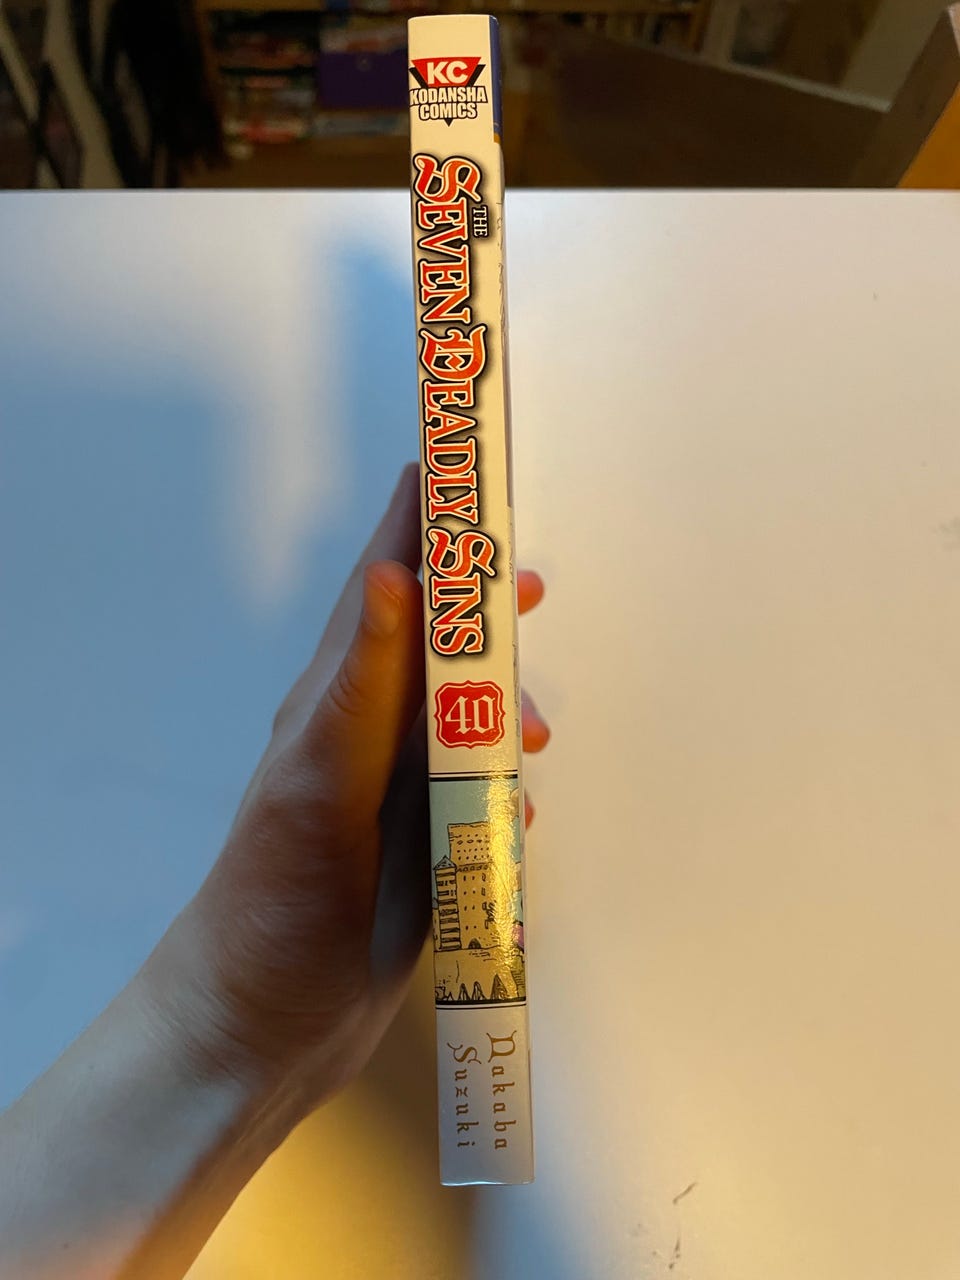 KC
KODANSHA
COMICS
THE
SEVEN DEADLY SINS
40
Nakaba
Suzuki